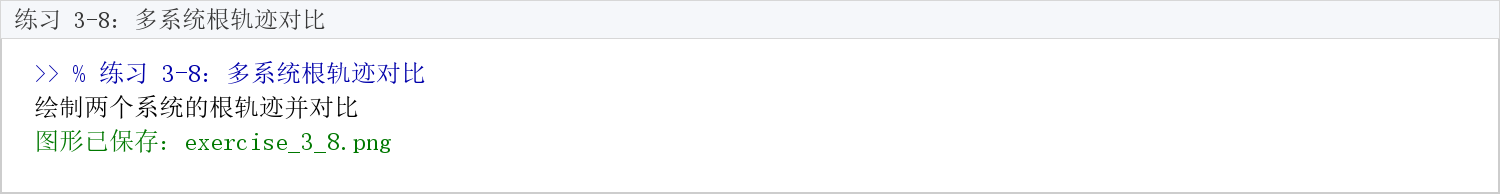 练习 3-8：多系统根轨迹对比
>> % 练习 3-8：多系统根轨迹对比
绘制两个系统的根轨迹并对比
图形已保存：exercise_3_8.png